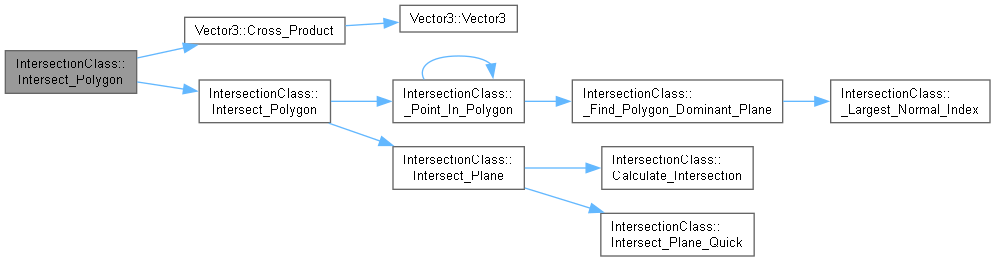 IntersectionClass::
Intersect_Polygon
Vector3::Cross_Product
Vector3::Vector3
IntersectionClass::
Intersect_Polygon
IntersectionClass::
_Point_In_Polygon
IntersectionClass::
_Find_Polygon_Dominant_Plane
IntersectionClass::
_Largest_Normal_Index
IntersectionClass::
Intersect_Plane
IntersectionClass::
Calculate_Intersection
IntersectionClass::
Intersect_Plane_Quick